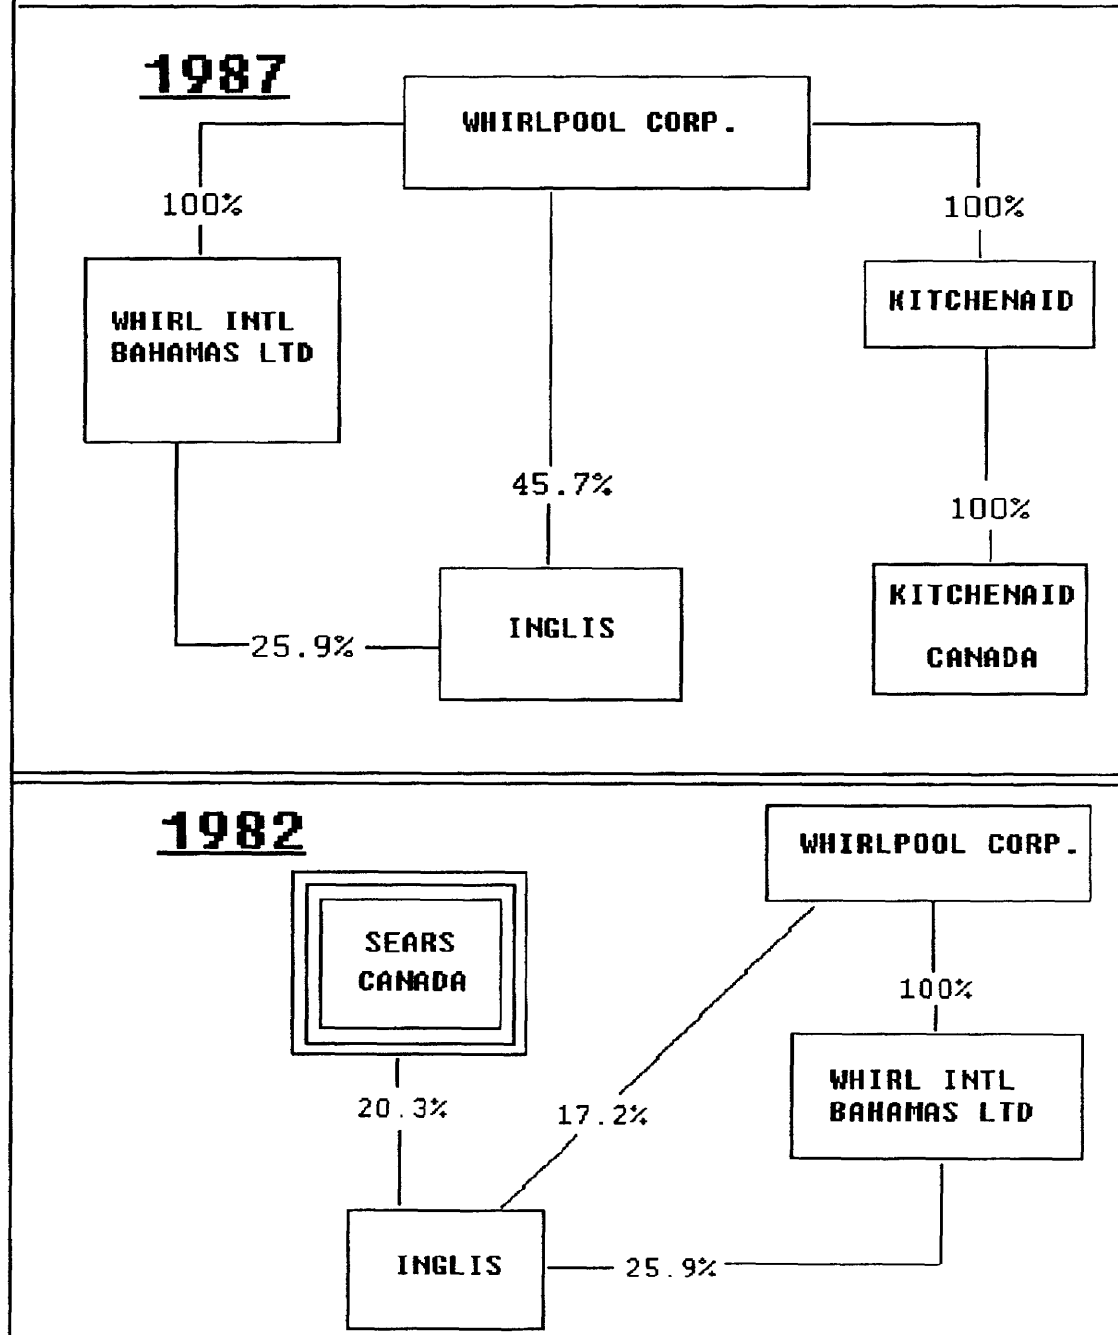 1987
WHIRLPOOL CORP.
100%
100%
WHIRL INTL
BAHAMAS LTD
KITCHENAID
45.7%
100%
INGLIS
25.9%
KITCHENAID
CANADA
1982
WHIRLPOOL CORP.
SEARS
CANADA
100%
20.3%
17.2%
WHIRL INTL
BAHAMAS LTD
INGLIS
25.9%